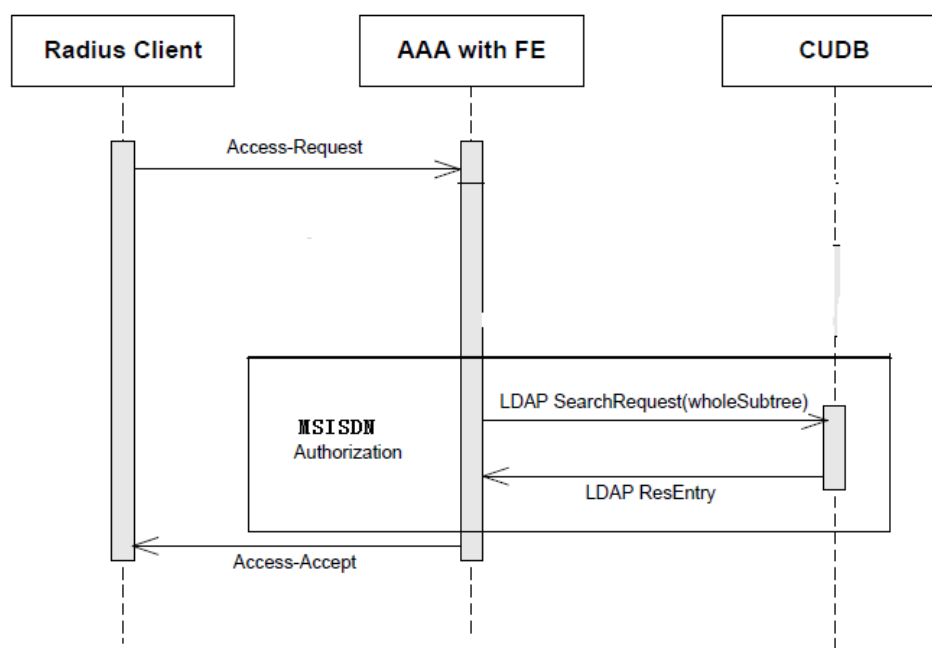 Radius Client
AAA with FE
CUDB
Access-Request
LDAP SearchRequest(wholeSubtree)
MSISDN
Authorization
LDAP ResEntry
Access-Accept